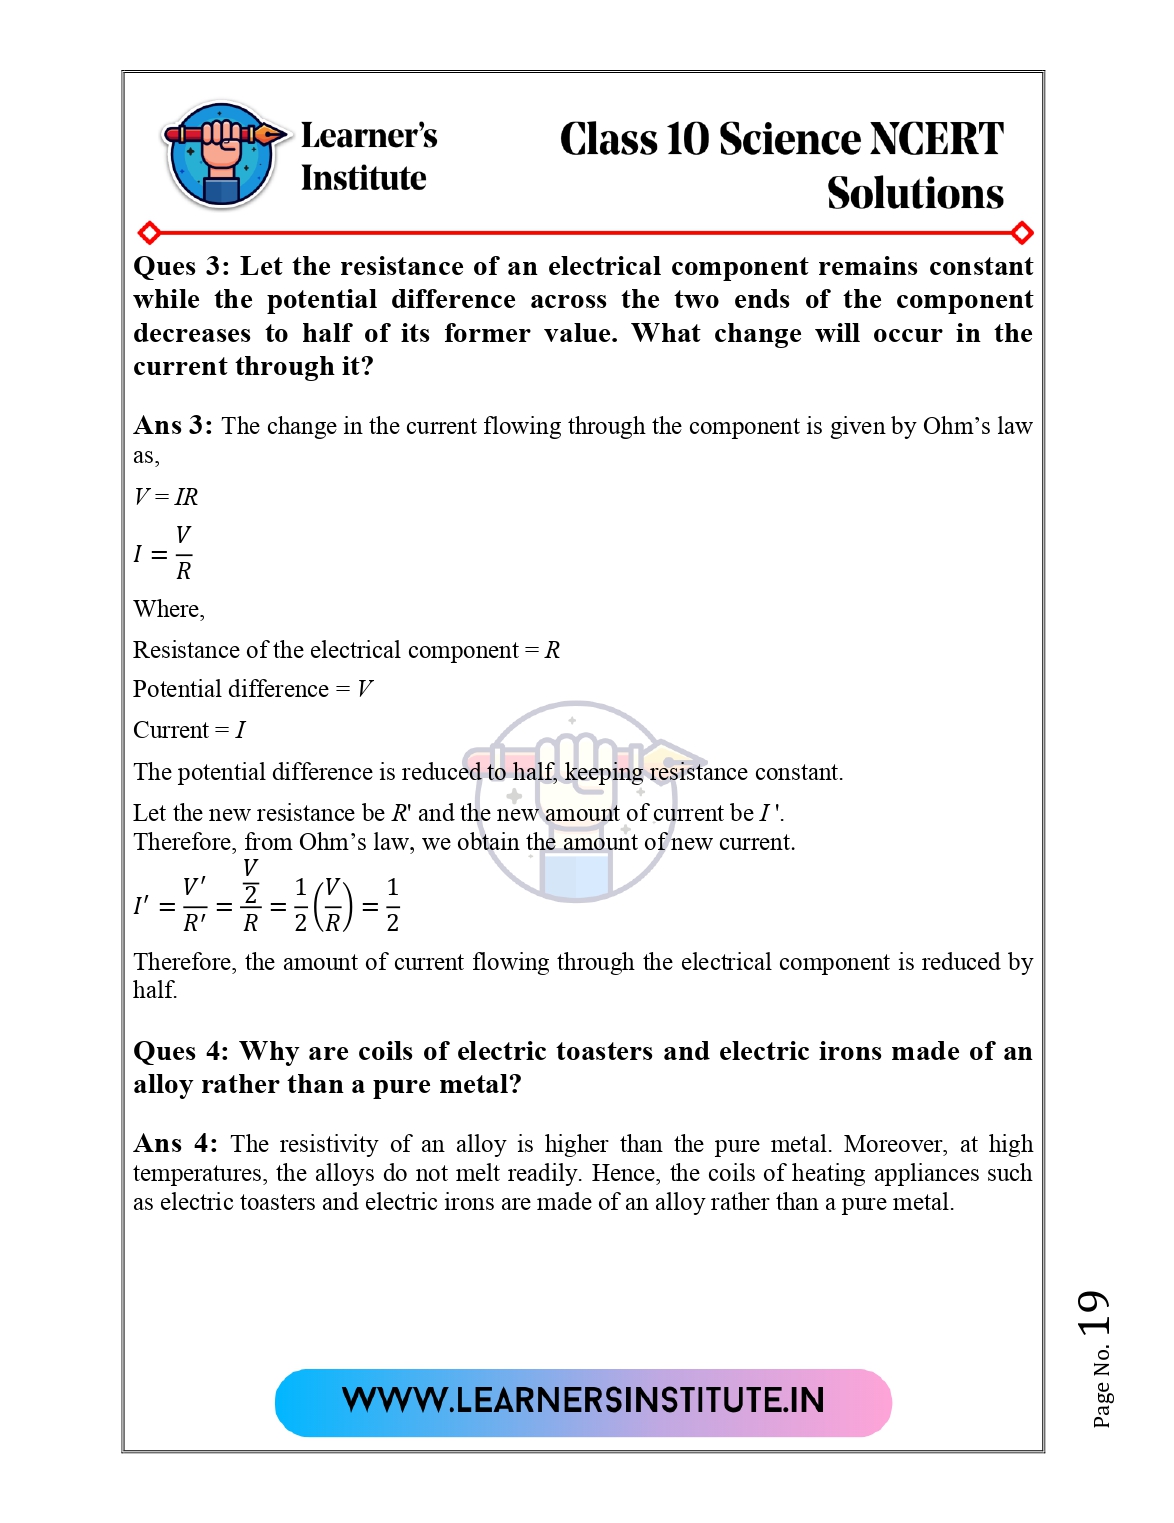 Learner's
Institute
Class 10 Science NCERT
Solutions
Ques 3: Let the resistance of an electrical component remains constant
while the potential difference across the two ends of the component
decreases to half of its former value. What change will occur in the
current through it?
Ans 3: The change in the current flowing through the component is given by Ohm's law
as,
V = IR
I = V/R
Where,
Resistance of the electrical component = R
Potential difference = V
Current = I
The potential difference is reduced to half, keeping resistance constant.
Let the new resistance be R' and the new amount of current be I '.
Therefore, from Ohm's law, we obtain the amount of new current.
I′ = V′/R′ = (V/2)/R = 1/2 (V/R) = 1/2
Therefore, the amount of current flowing through the electrical component is reduced by
half.
Ques 4: Why are coils of electric toasters and electric irons made of an
alloy rather than a pure metal?
Ans 4: The resistivity of an alloy is higher than the pure metal. Moreover, at high
temperatures, the alloys do not melt readily. Hence, the coils of heating appliances such
as electric toasters and electric irons are made of an alloy rather than a pure metal.
Page No. 19
WWW.LEARNERSINSTITUTE.IN